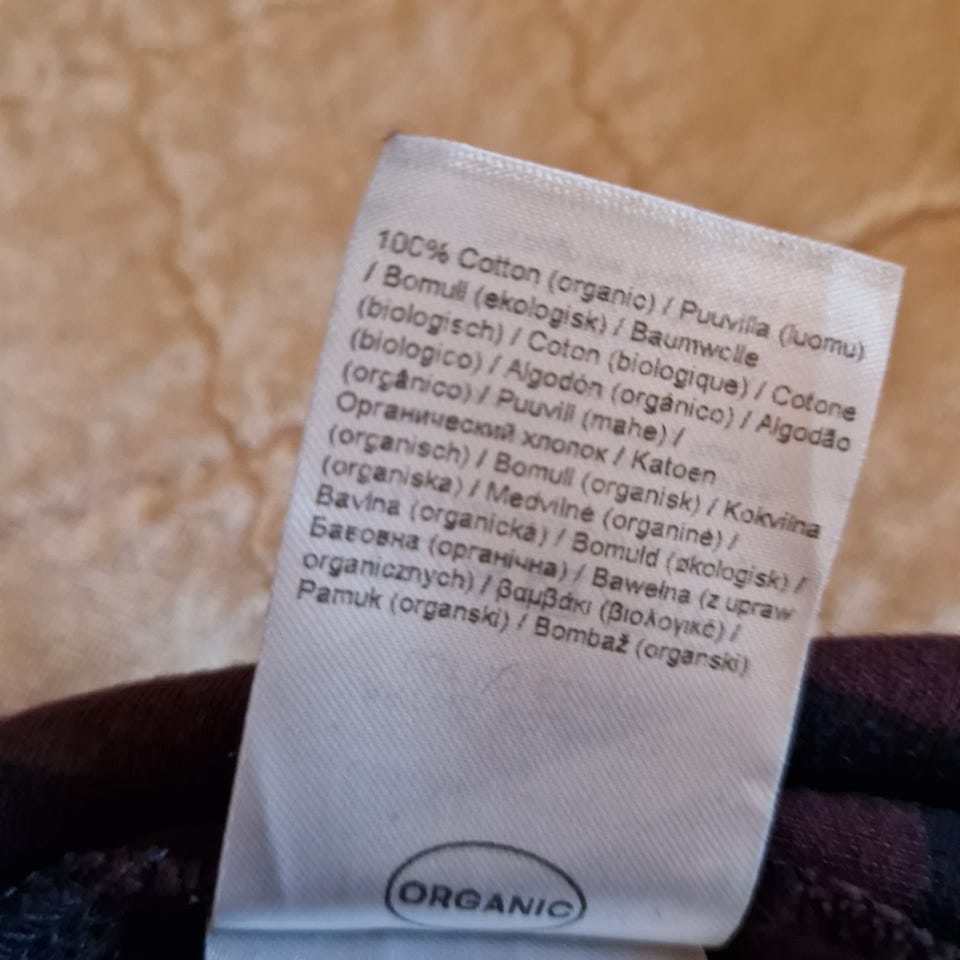 100% Cotton (organic) / Puuvilla (luomu)
/ Bomull (ekologisk) / Baumwolle
(biologisch) / Coton (biologique) / Cotone
(biologico) / Algodón (orgánico) / Algodão
(orgânico) / Puuvill (mahe) /
Органический хлопок / Katoen
(organisch) / Bomull (organisk) / Kokvilna
(organiska) / Medvilnė (organinė) /
Bavlna (organická) / Bomuld (økologisk) /
Бавовна (органічна) / Bawełna (z upraw
organicznych) / βαμβάκι (βιολογικό) /
Pamuk (organski) / Bombaž (organski)
ORGANIC